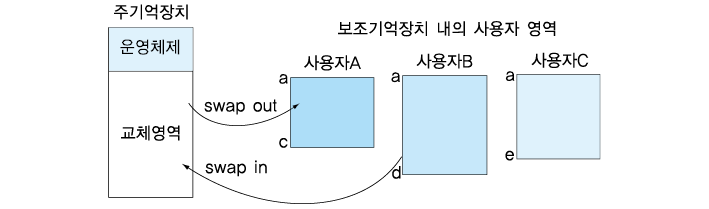 주기억장치
보조기억장치 내의 사용자 영역
운영체제
사용자A
사용자B
사용자C
a
a
a
swap out
교체영역
c
swap in
d
e